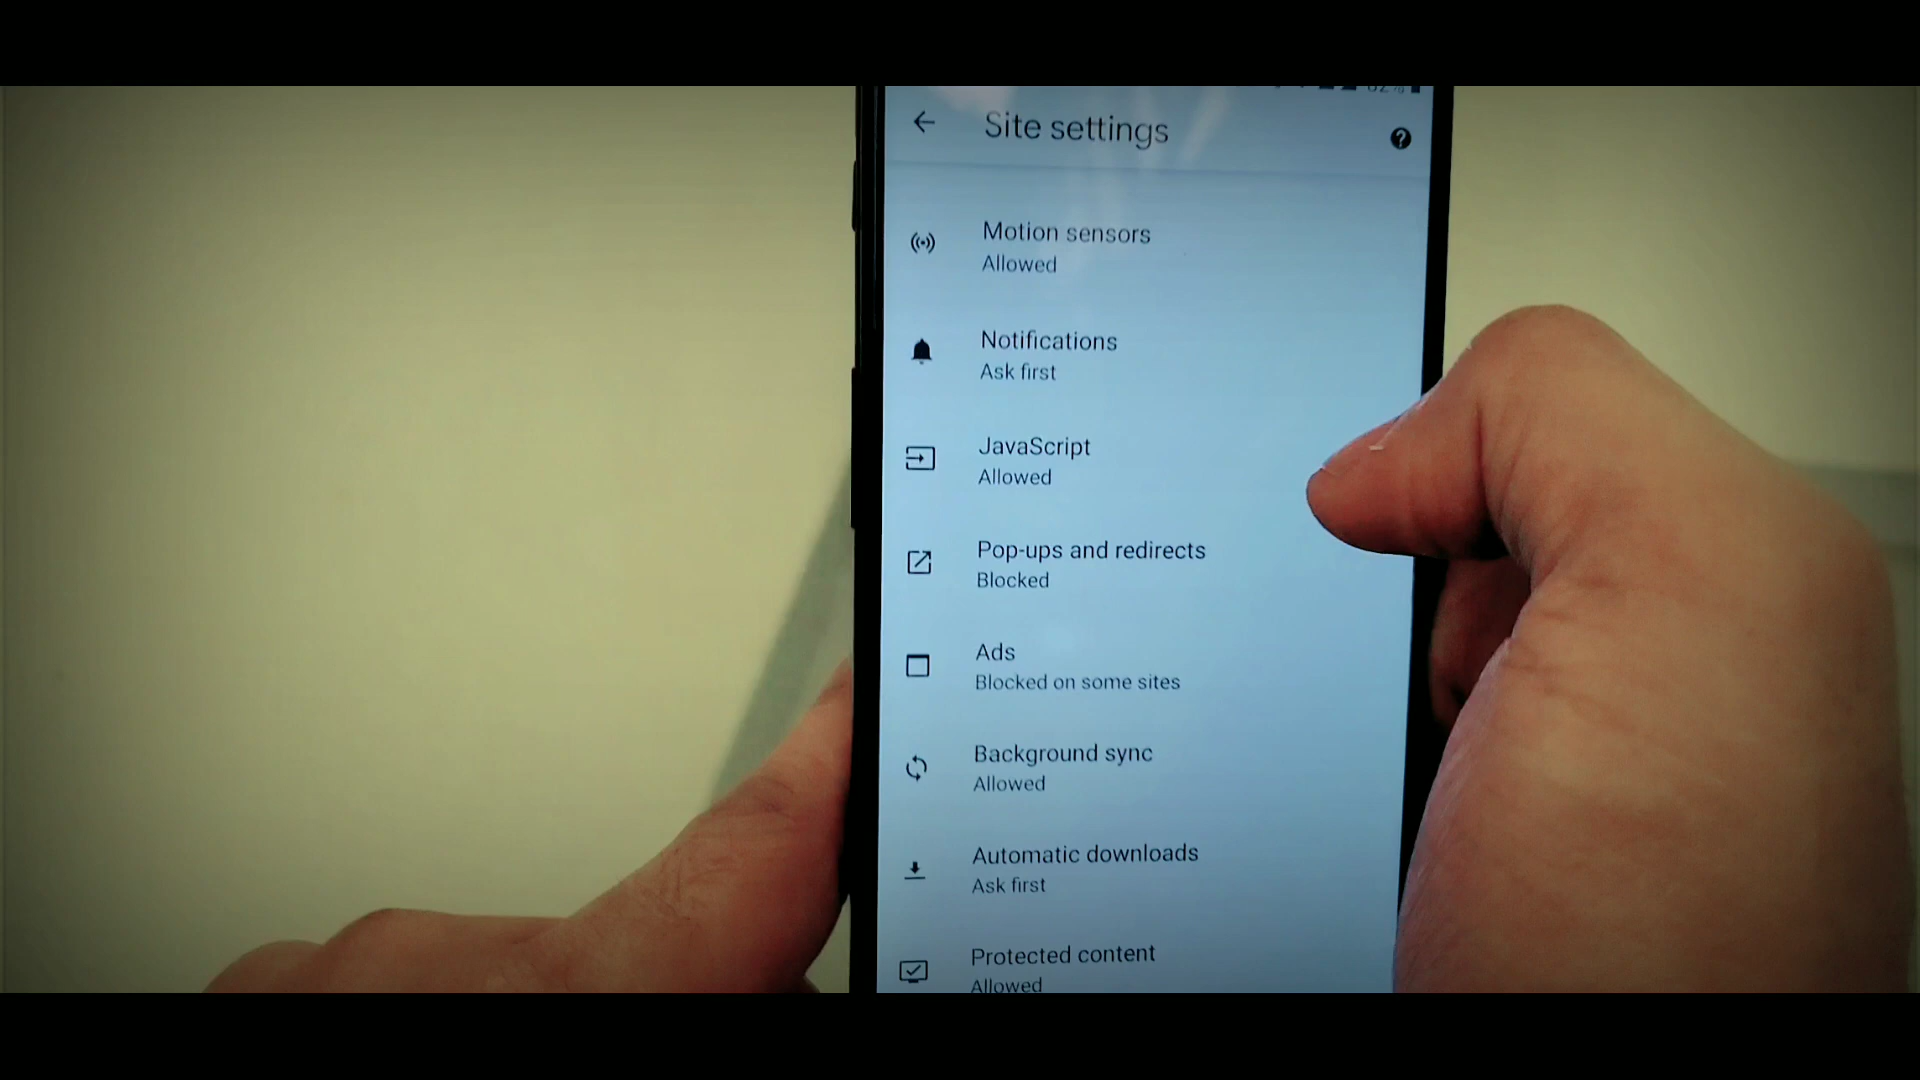 Site settings
Motion sensors
Allowed
Notifications
Ask first
JavaScript
Allowed
Pop-ups and redirects
Blocked
Ads
Blocked on some sites
Background sync
Allowed
Automatic downloads
Ask first
Protected content
Allowed